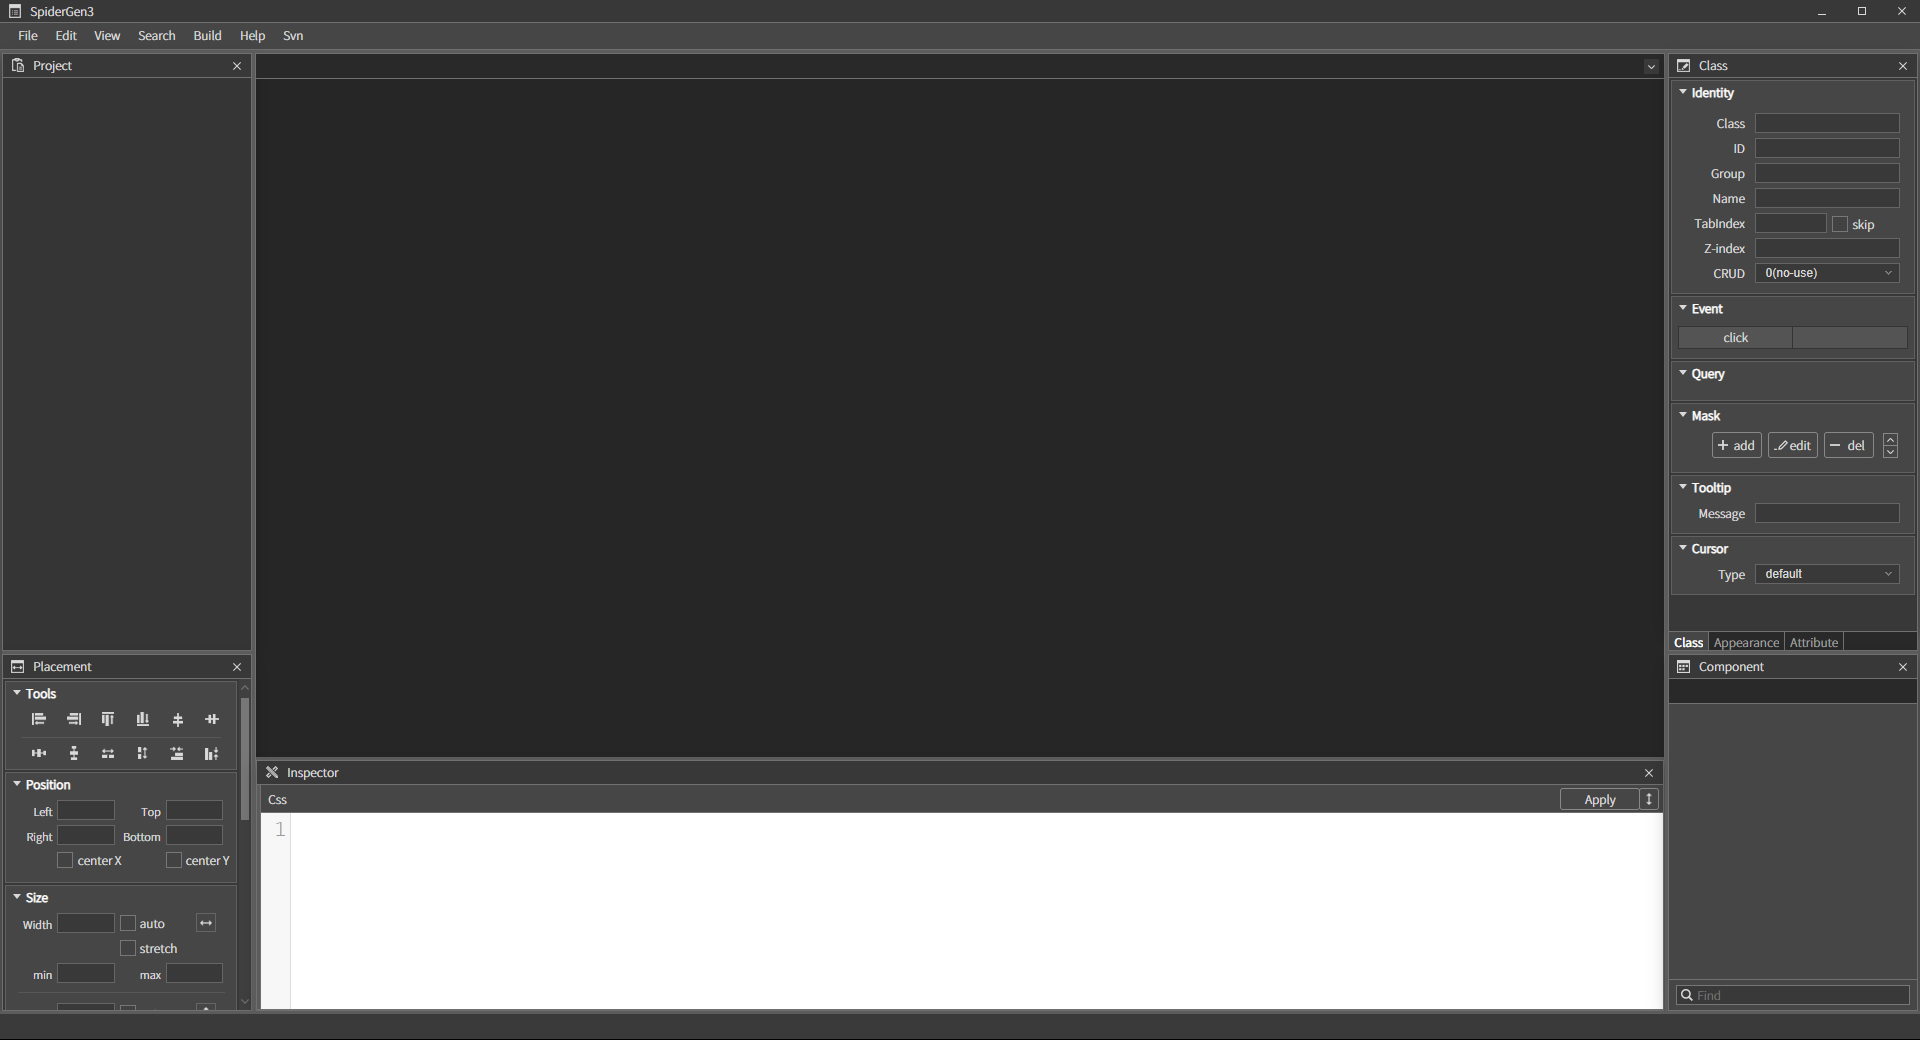 SpiderGen3
File Edit View Search Build Help Svn
Project
Placement
Tools
Position
Left Top
Right Bottom
centerX centerY
Size
Width auto
stretch
min max
Inspector
Css Apply
1
Class
Identity
Class
ID
Group
Name
TabIndex skip
Z-index
CRUD 0(no-use)
Event
click
Query
Mask
add edit del
Tooltip
Message
Cursor
Type default
Class Appearance Attribute
Component
Find